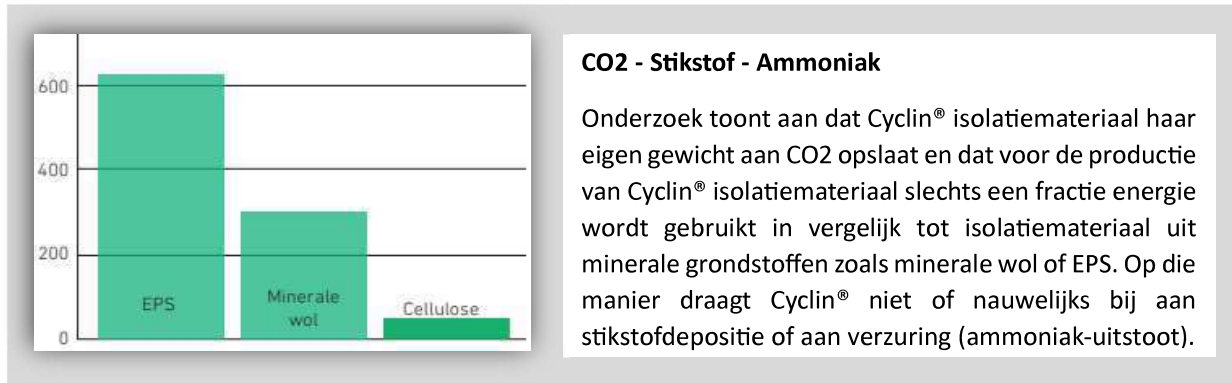 600
400
200
0
EPS
Minerale
wol
Cellulose
CO2 - Stikstof - Ammoniak
Onderzoek toont aan dat Cyclin® isolatiemateriaal haar
eigen gewicht aan CO2 opslaat en dat voor de productie
van Cyclin® isolatiemateriaal slechts een fractie energie
wordt gebruikt in vergelijk tot isolatiemateriaal uit
minerale grondstoffen zoals minerale wol of EPS. Op die
manier draagt Cyclin® niet of nauwelijks bij aan
stikstofdepositie of aan verzuring (ammoniak-uitstoot).